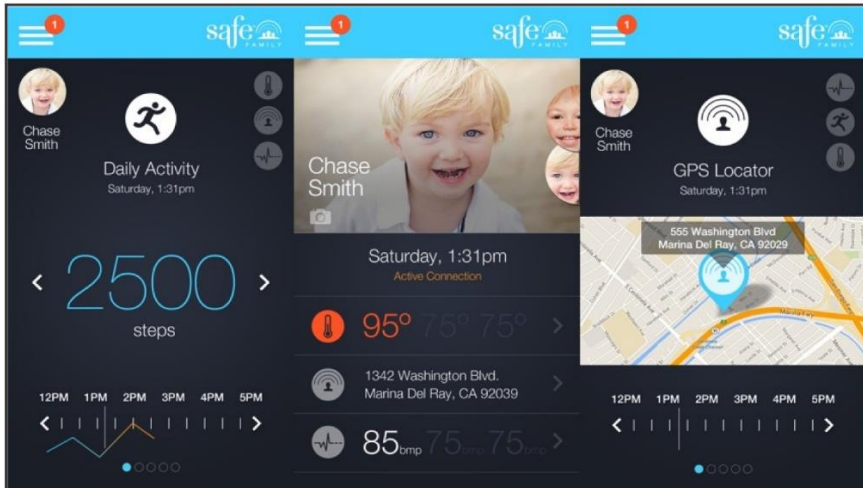 1
safe
FAMILY
Chase
Smith
Daily Activity
Saturday, 1:31pm
2500
steps
12PM 1PM 2PM 3PM 4PM 5PM
1
safe
FAMILY
Chase
Smith
Saturday, 1:31pm
Active Connection
95° 75° 75°
1342 Washington Blvd.
Marina Del Ray, CA 92039
85bmp 75bmp 75bmp
1
safe
FAMILY
Chase
Smith
GPS Locator
Saturday, 1:31pm
555 Washington Blvd
Marina Del Ray, CA 92029
12PM 1PM 2PM 3PM 4PM 5PM